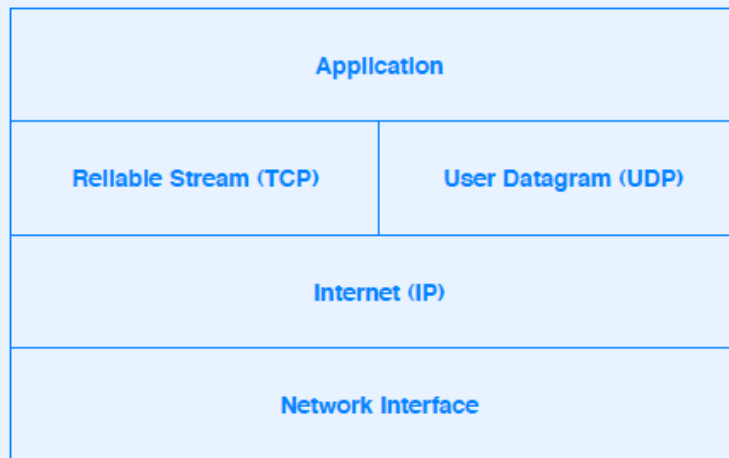 Application
Reliable Stream (TCP)
User Datagram (UDP)
Internet (IP)
Network Interface